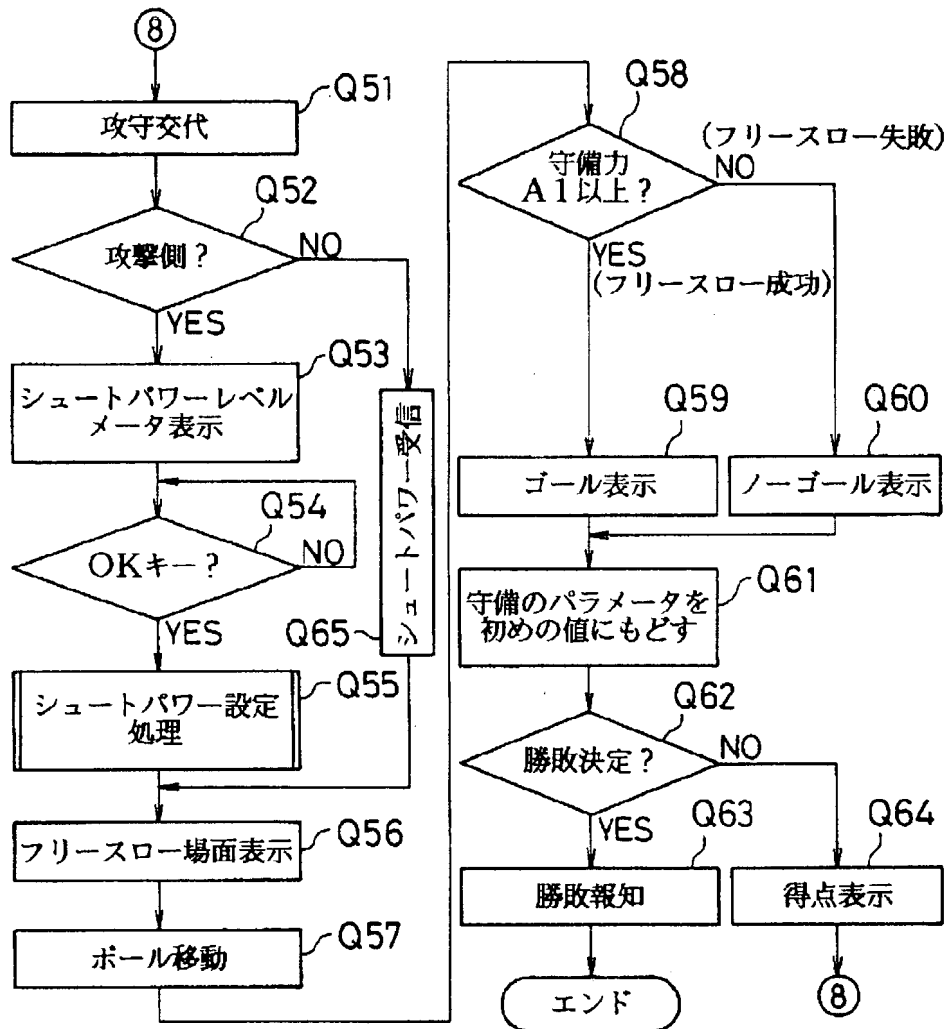 ⑧
Q51
攻守交代
Q52
攻撃側？
NO
YES
Q53
シュートパワーレベル
メータ表示
Q54
OKキー？
NO
YES
Q65
シュートパワー受信
Q55
シュートパワー設定
処理
Q56
フリースロー場面表示
Q57
ボール移動
Q58
守備力
A1以上？
(フリースロー失敗)
NO
YES
(フリースロー成功)
Q59
ゴール表示
Q60
ノーゴール表示
Q61
守備のパラメータを
初めの値にもどす
Q62
勝敗決定？
NO
YES
Q63
勝敗報知
Q64
得点表示
エンド
⑧